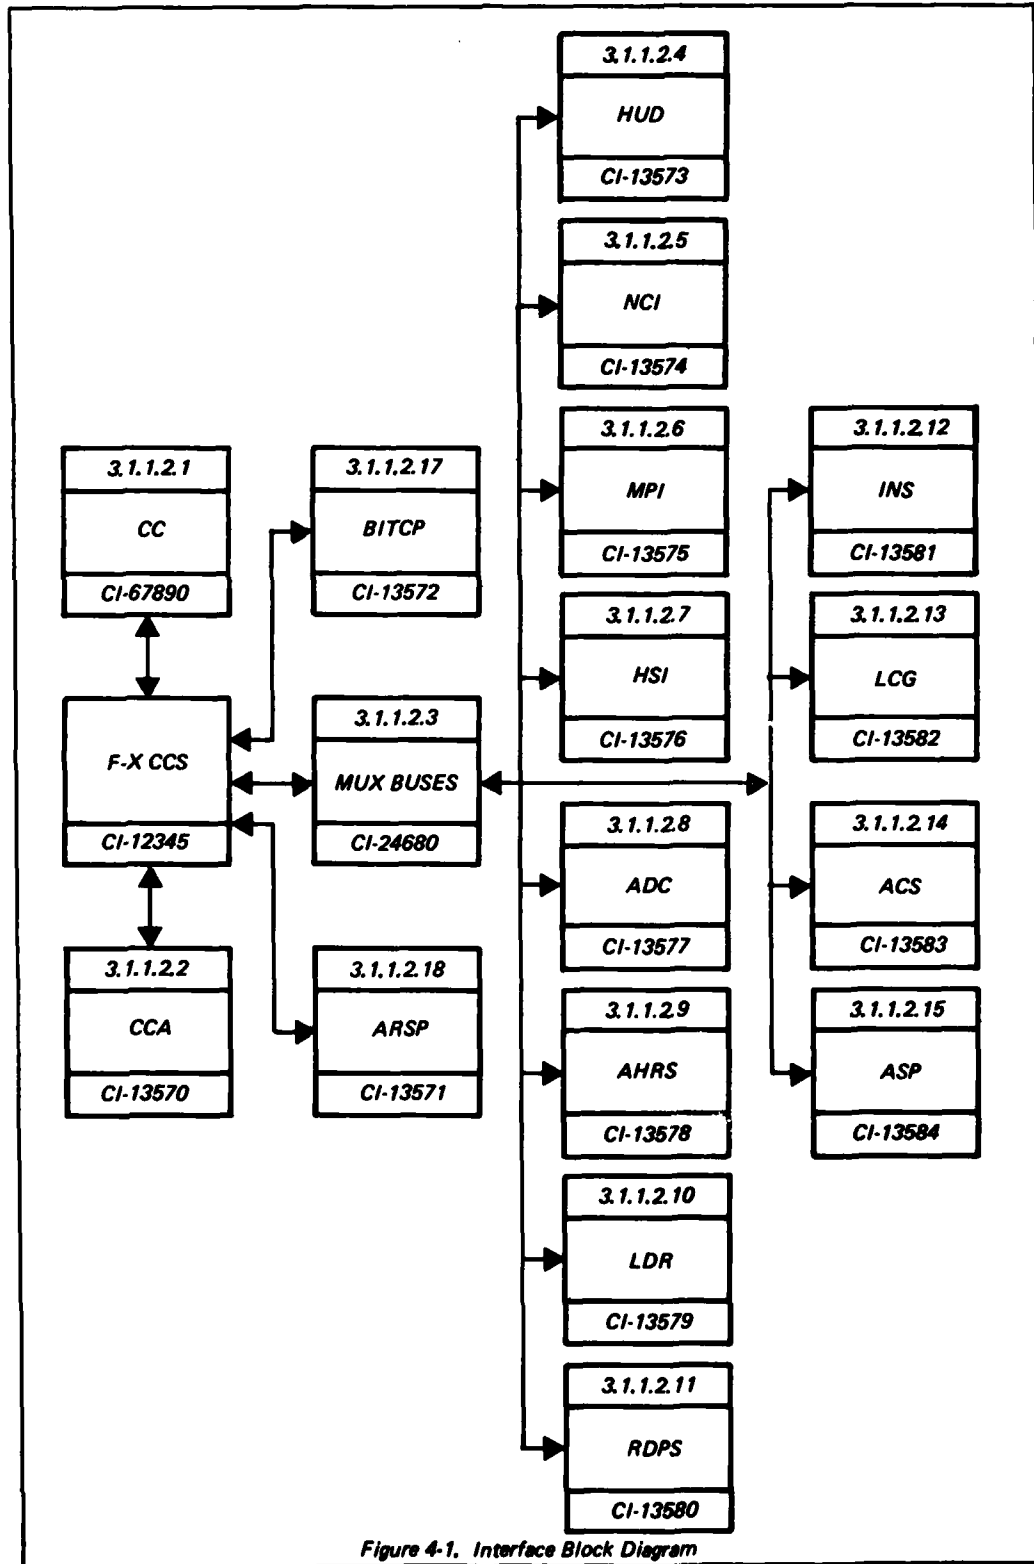 3.1.1.2.4
HUD
CI-13573
3.1.1.2.5
NCI
CI-13574
3.1.1.2.6
MPI
CI-13575
3.1.1.2.7
HSI
CI-13576
3.1.1.2.8
ADC
CI-13577
3.1.1.2.9
AHRS
CI-13578
3.1.1.2.10
LDR
CI-13579
3.1.1.2.11
RDPS
CI-13580
3.1.1.2.1
CC
CI-67890
F-X CCS
CI-12345
3.1.1.2.2
CCA
CI-13570
3.1.1.2.17
BITCP
CI-13572
3.1.1.2.3
MUX BUSES
CI-24680
3.1.1.2.18
ARSP
CI-13571
3.1.1.2.12
INS
CI-13581
3.1.1.2.13
LCG
CI-13582
3.1.1.2.14
ACS
CI-13583
3.1.1.2.15
ASP
CI-13584
Figure 4-1. Interface Block Diagram